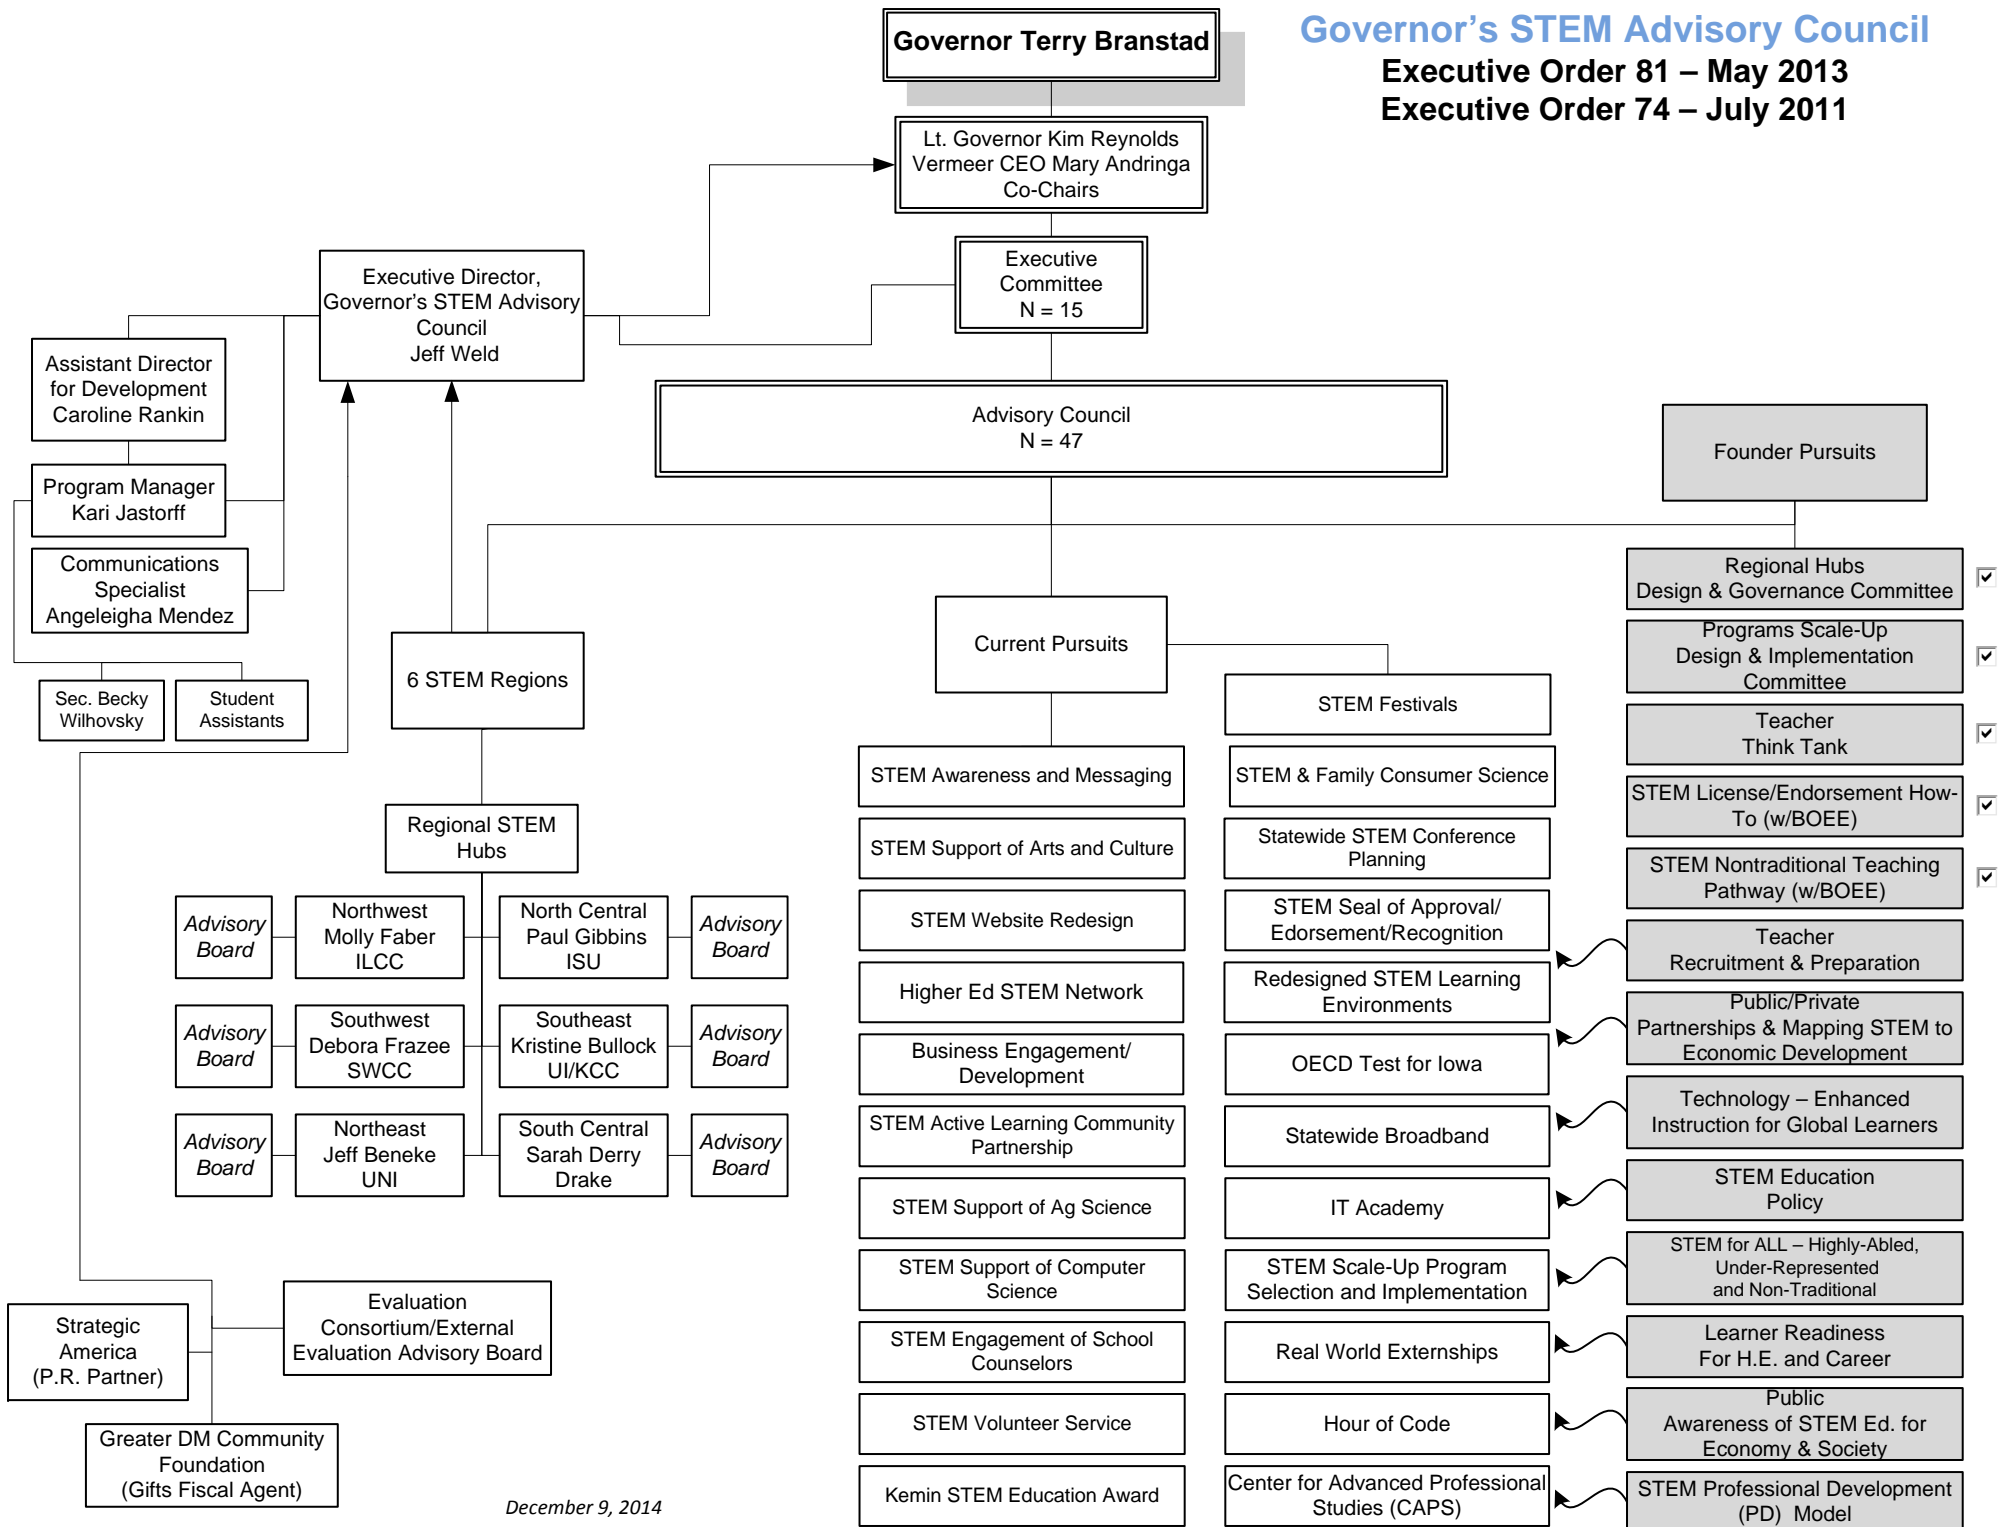 Governor Terry Branstad
Governor's STEM Advisory Council
Executive Order 81 – May 2013
Executive Order 74 – July 2011
Lt. Governor Kim Reynolds
Vermeer CEO Mary Andringa
Co-Chairs
Executive
Committee
N = 15
Executive Director,
Governor's STEM Advisory
Council
Jeff Weld
Assistant Director
for Development
Caroline Rankin
Program Manager
Kari Jastorff
Communications
Specialist
Angeleigha Mendez
Sec. Becky
Wilhovsky
Student
Assistants
Advisory Council
N = 47
Founder Pursuits
6 STEM Regions
Regional STEM
Hubs
Advisory
Board
Northwest
Molly Faber
ILCC
North Central
Paul Gibbins
ISU
Advisory
Board
Advisory
Board
Southwest
Debora Frazee
SWCC
Southeast
Kristine Bullock
UI/KCC
Advisory
Board
Advisory
Board
Northeast
Jeff Beneke
UNI
South Central
Sarah Derry
Drake
Advisory
Board
Strategic
America
(P.R. Partner)
Evaluation
Consortium/External
Evaluation Advisory Board
Greater DM Community
Foundation
(Gifts Fiscal Agent)
December 9, 2014
Current Pursuits
STEM Awareness and Messaging
STEM Support of Arts and Culture
STEM Website Redesign
Higher Ed STEM Network
Business Engagement/
Development
STEM Active Learning Community
Partnership
STEM Support of Ag Science
STEM Support of Computer
Science
STEM Engagement of School
Counselors
STEM Volunteer Service
Kemin STEM Education Award
STEM Festivals
STEM & Family Consumer Science
Statewide STEM Conference
Planning
STEM Seal of Approval/
Edorsement/Recognition
Redesigned STEM Learning
Environments
OECD Test for Iowa
Statewide Broadband
IT Academy
STEM Scale-Up Program
Selection and Implementation
Real World Externships
Hour of Code
Center for Advanced Professional
Studies (CAPS)
Regional Hubs
Design & Governance Committee
Programs Scale-Up
Design & Implementation
Committee
Teacher
Think Tank
STEM License/Endorsement How-
To (w/BOEE)
STEM Nontraditional Teaching
Pathway (w/BOEE)
Teacher
Recruitment & Preparation
Public/Private
Partnerships & Mapping STEM to
Economic Development
Technology – Enhanced
Instruction for Global Learners
STEM Education
Policy
STEM for ALL – Highly-Abled,
Under-Represented
and Non-Traditional
Learner Readiness
For H.E. and Career
Public
Awareness of STEM Ed. for
Economy & Society
STEM Professional Development
(PD) Model